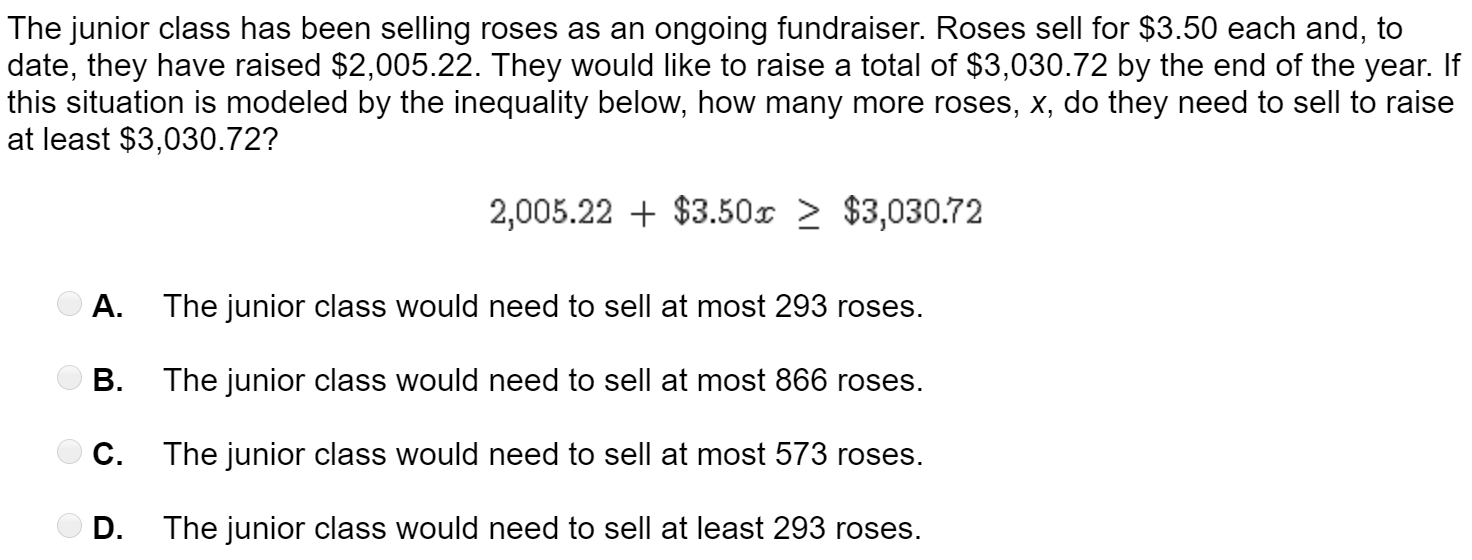 The junior class has been selling roses as an ongoing fundraiser. Roses sell for $3.50 each and, to
date, they have raised $2,005.22. They would like to raise a total of $3,030.72 by the end of the year. If
this situation is modeled by the inequality below, how many more roses, x, do they need to sell to raise
at least $3,030.72?
2,005.22 + $3.50x ≥ $3,030.72
A. The junior class would need to sell at most 293 roses.
B. The junior class would need to sell at most 866 roses.
C. The junior class would need to sell at most 573 roses.
D. The junior class would need to sell at least 293 roses.